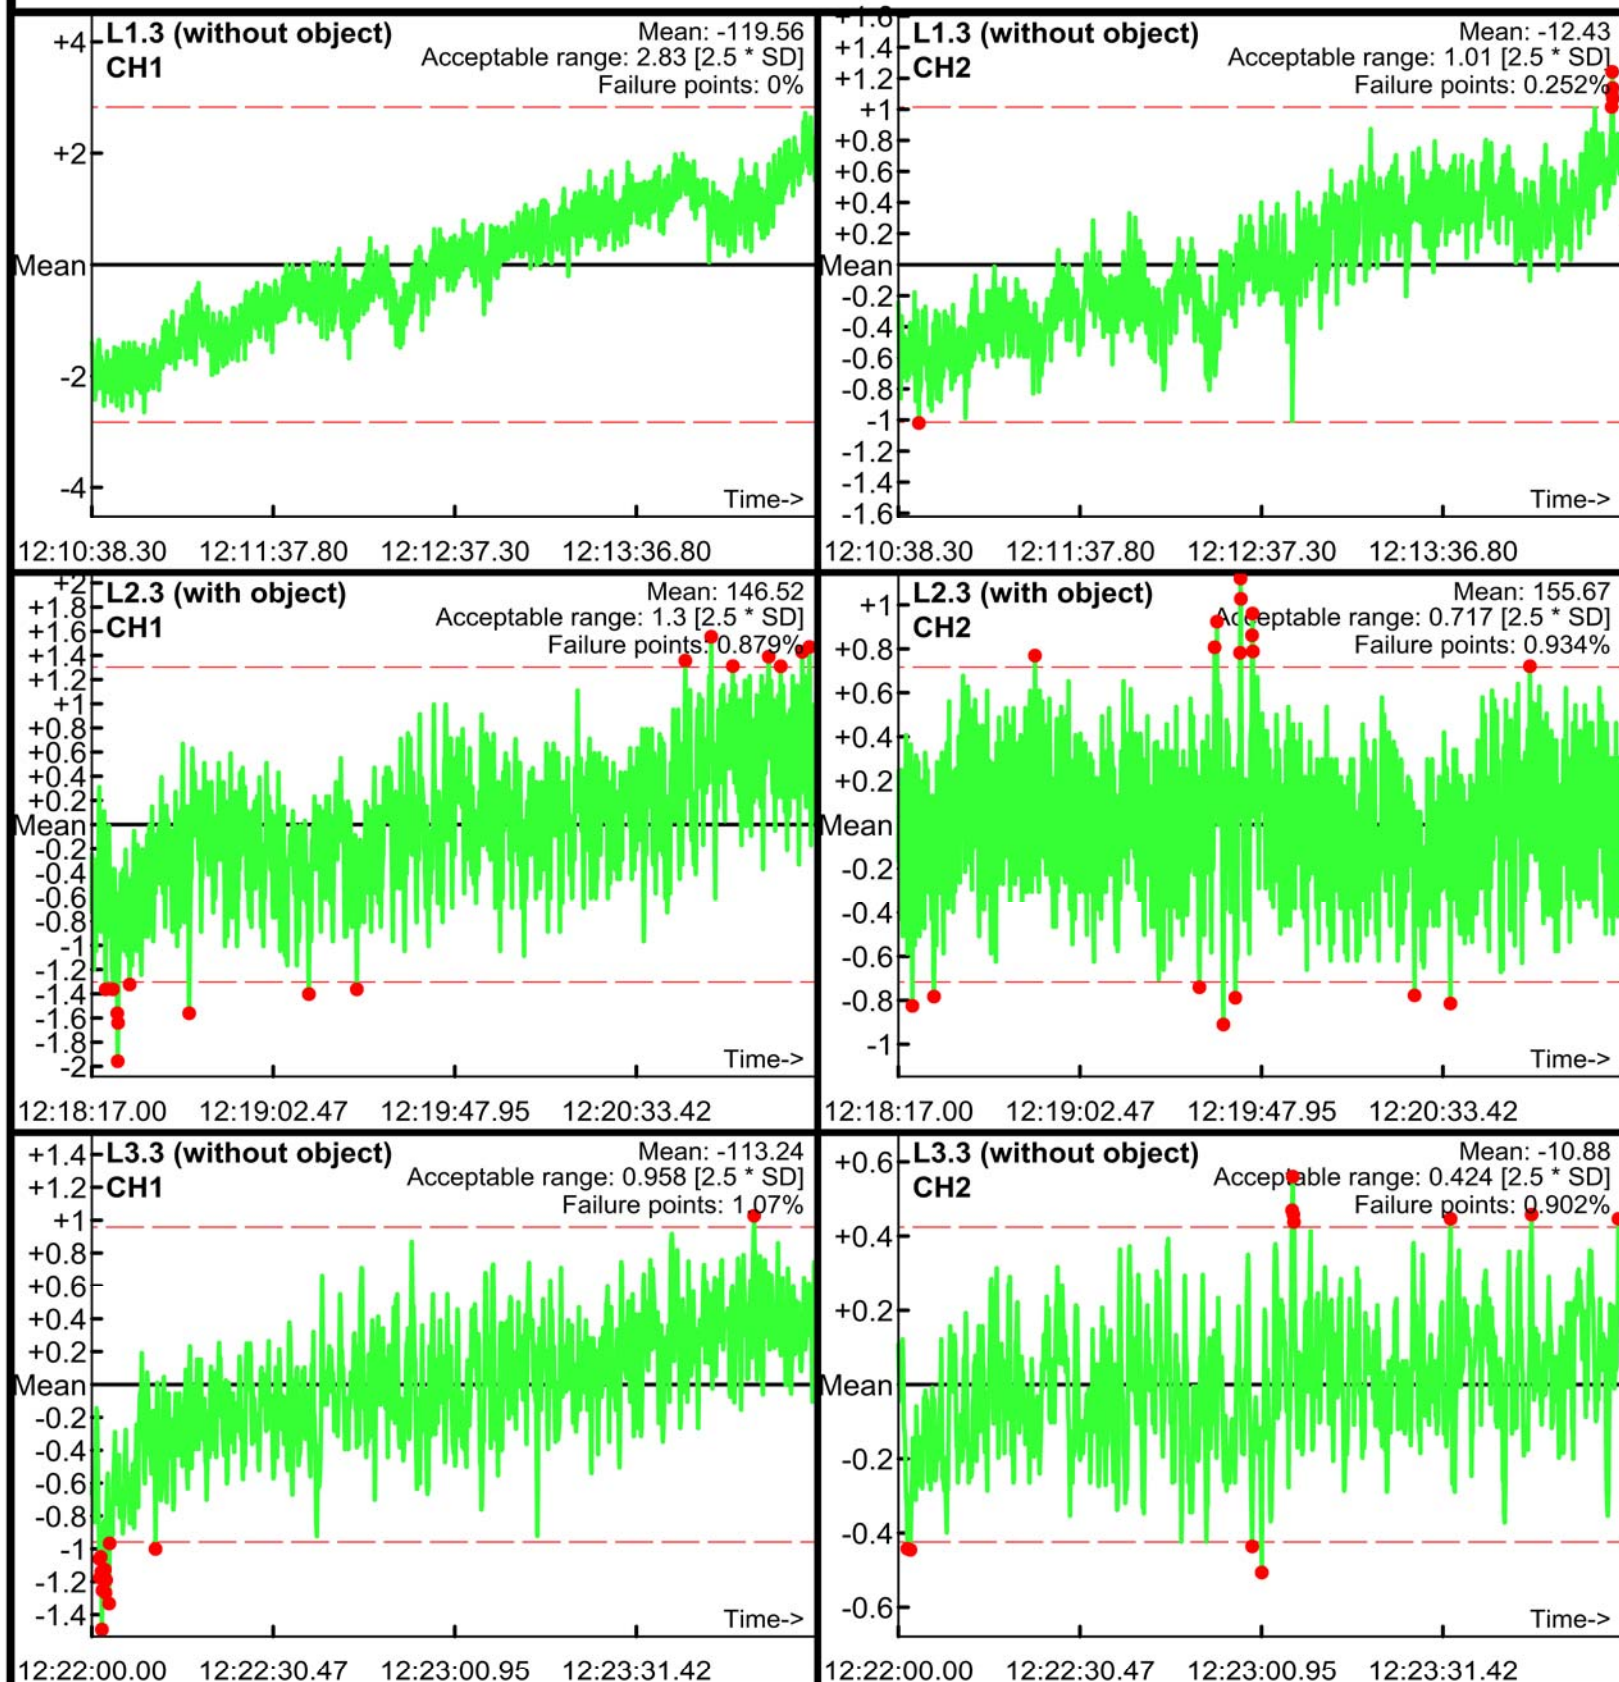 L1.3 (without object)
CH1
Mean: -119.56
Acceptable range: 2.83 [2.5 * SD]
Failure points: 0%
+4
+2
Mean
-2
-4
Time->
12:10:38.30 12:11:37.80 12:12:37.30 12:13:36.80
L1.3 (without object)
CH2
Mean: -12.43
Acceptable range: 1.01 [2.5 * SD]
Failure points: 0.252%
+1.6
+1.4
+1.2
+1
+0.8
+0.6
+0.4
+0.2
Mean
-0.2
-0.4
-0.6
-0.8
-1
-1.2
-1.4
-1.6
Time->
12:10:38.30 12:11:37.80 12:12:37.30 12:13:36.80
L2.3 (with object)
CH1
Mean: 146.52
Acceptable range: 1.3 [2.5 * SD]
Failure points: 0.879%
+2
+1.8
+1.6
+1.4
+1.2
+1
+0.8
+0.6
+0.4
+0.2
Mean
-0.2
-0.4
-0.6
-0.8
-1
-1.2
-1.4
-1.6
-1.8
-2
Time->
12:18:17.00 12:19:02.47 12:19:47.95 12:20:33.42
L2.3 (with object)
CH2
Mean: 155.67
Acceptable range: 0.717 [2.5 * SD]
Failure points: 0.934%
+1
+0.8
+0.6
+0.4
+0.2
Mean
-0.2
-0.4
-0.6
-0.8
-1
Time->
12:18:17.00 12:19:02.47 12:19:47.95 12:20:33.42
L3.3 (without object)
CH1
Mean: -113.24
Acceptable range: 0.958 [2.5 * SD]
Failure points: 1.07%
+1.4
+1.2
+1
+0.8
+0.6
+0.4
+0.2
Mean
-0.2
-0.4
-0.6
-0.8
-1
-1.2
-1.4
Time->
12:22:00.00 12:22:30.47 12:23:00.95 12:23:31.42
L3.3 (without object)
CH2
Mean: -10.88
Acceptable range: 0.424 [2.5 * SD]
Failure points: 0.902%
+0.6
+0.4
+0.2
Mean
-0.2
-0.4
-0.6
Time->
12:22:00.00 12:22:30.47 12:23:00.95 12:23:31.42